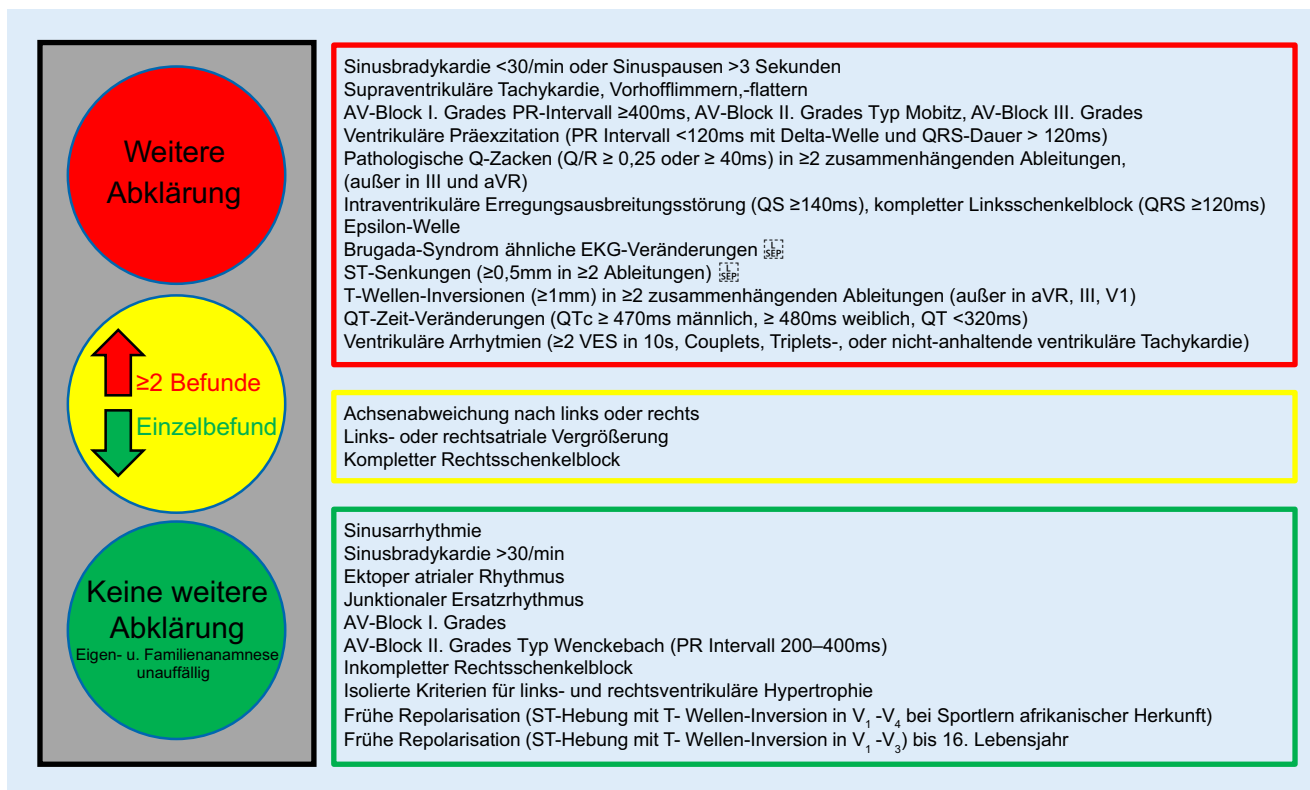 Weitere
Abklärung
≥2 Befunde
Einzelbefund
Keine weitere
Abklärung
Eigen- u. Familienanamnese
unauffällig
Sinusbradykardie <30/min oder Sinuspausen >3 Sekunden
Supraventrikuläre Tachykardie, Vorhofflimmern,-flattern
AV-Block I. Grades PR-Intervall ≥400ms, AV-Block II. Grades Typ Mobitz, AV-Block III. Grades
Ventrikuläre Präexzitation (PR Intervall <120ms mit Delta-Welle und QRS-Dauer > 120ms)
Pathologische Q-Zacken (Q/R ≥ 0,25 oder ≥ 40ms) in ≥2 zusammenhängenden Ableitungen,
(außer in III und aVR)
Intraventrikuläre Erregungsausbreitungsstörung (QS ≥140ms), kompletter Linksschenkelblock (QRS ≥120ms)
Epsilon-Welle
Brugada-Syndrom ähnliche EKG-Veränderungen L SEP
ST-Senkungen (≥0,5mm in ≥2 Ableitungen) L SEP
T-Wellen-Inversionen (≥1mm) in ≥2 zusammenhängenden Ableitungen (außer in aVR, III, V1)
QT-Zeit-Veränderungen (QTc ≥ 470ms männlich, ≥ 480ms weiblich, QT <320ms)
Ventrikuläre Arrhytmien (≥2 VES in 10s, Couplets, Triplets-, oder nicht-anhaltende ventrikuläre Tachykardie)
Achsenabweichung nach links oder rechts
Links- oder rechtsatriale Vergrößerung
Kompletter Rechtsschenkelblock
Sinusarrhythmie
Sinusbradykardie >30/min
Ektoper atrialer Rhythmus
Junktionaler Ersatzrhythmus
AV-Block I. Grades
AV-Block II. Grades Typ Wenckebach (PR Intervall 200–400ms)
Inkompletter Rechtsschenkelblock
Isolierte Kriterien für links- und rechtsventrikuläre Hypertrophie
Frühe Repolarisation (ST-Hebung mit T- Wellen-Inversion in V₁ -V₄ bei Sportlern afrikanischer Herkunft)
Frühe Repolarisation (ST-Hebung mit T- Wellen-Inversion in V₁ -V₃) bis 16. Lebensjahr